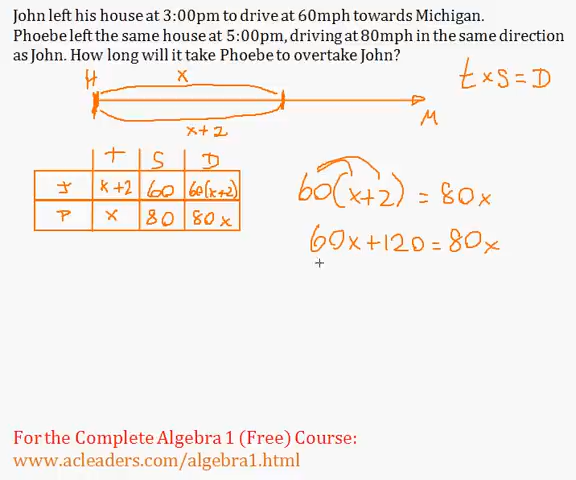 John left his house at 3:00pm to drive at 60mph towards Michigan.
Phoebe left the same house at 5:00pm, driving at 80mph in the same direction
as John. How long will it take Phoebe to overtake John?
t × S = D
H x
M
x+2
T S D
J x+2 60 60(x+2)
P x 80 80x
60(x+2) = 80x
60x+120=80x
For the Complete Algebra 1 (Free) Course:
www.acleaders.com/algebra1.html